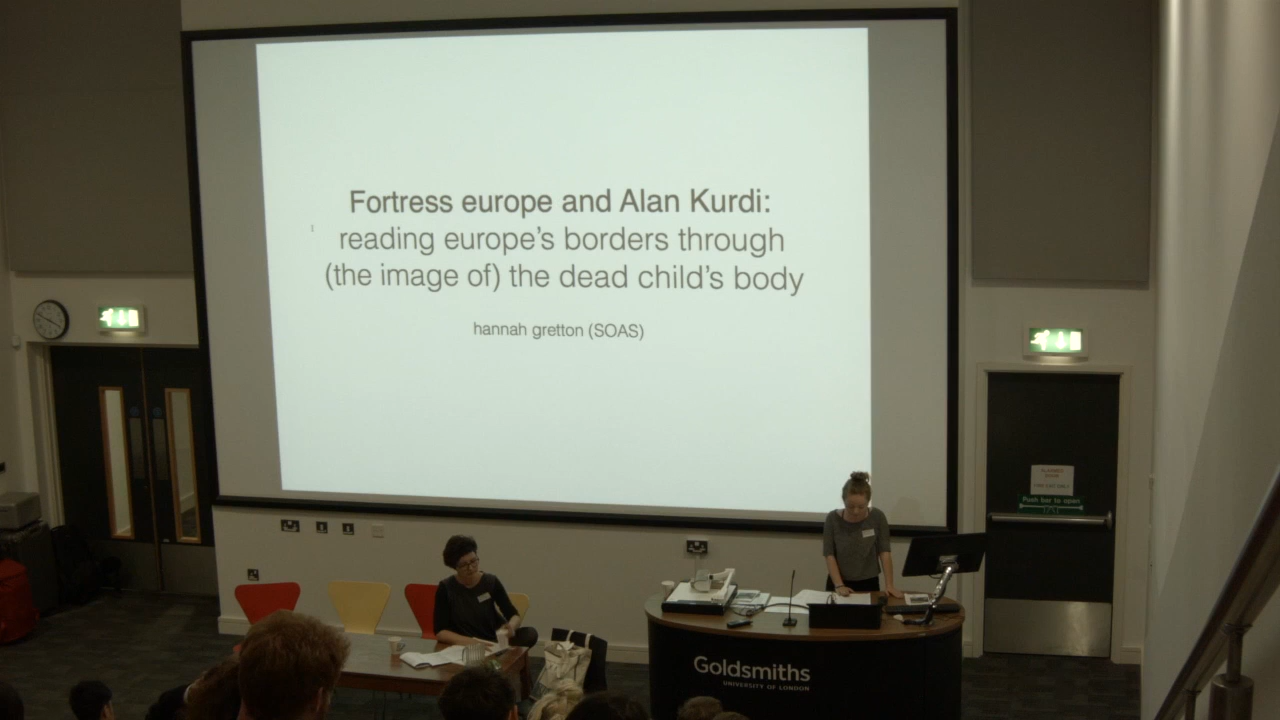 Fortress europe and Alan Kurdi:
reading europe's borders through
(the image of) the dead child's body
hannah gretton (SOAS)
Push bar to open
Goldsmiths
UNIVERSITY OF LONDON